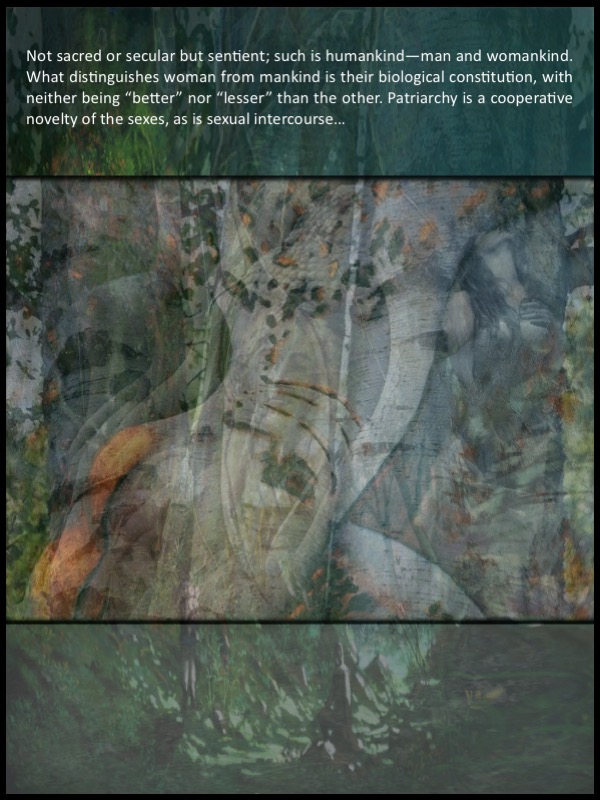 Not sacred or secular but sentient; such is humankind—man and womankind.
What distinguishes woman from mankind is their biological constitution, with
neither being “better” nor “lesser” than the other. Patriarchy is a cooperative
novelty of the sexes, as is sexual intercourse...